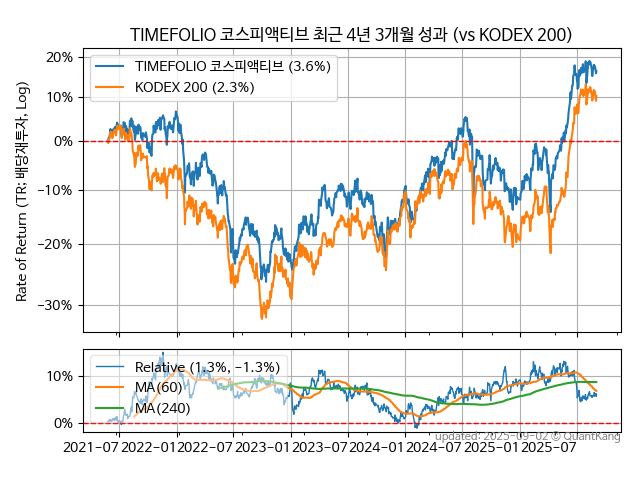 TIMEFOLIO 코스피액티브 최근 4년 3개월 성과 (vs KODEX 200)
Rate of Return (TR: 배당재투자, Log)
20%
10%
0%
−10%
−20%
−30%
TIMEFOLIO 코스피액티브 (3.6%)
KODEX 200 (2.3%)
10%
0%
Relative (1.3%, −1.3%)
MA(60)
MA(240)
2021-07 2022-01 2022-07 2023-01 2023-07 2024-01 2024-07 2025-01 2025-07
updated: 2025-09-02 © QuantKang